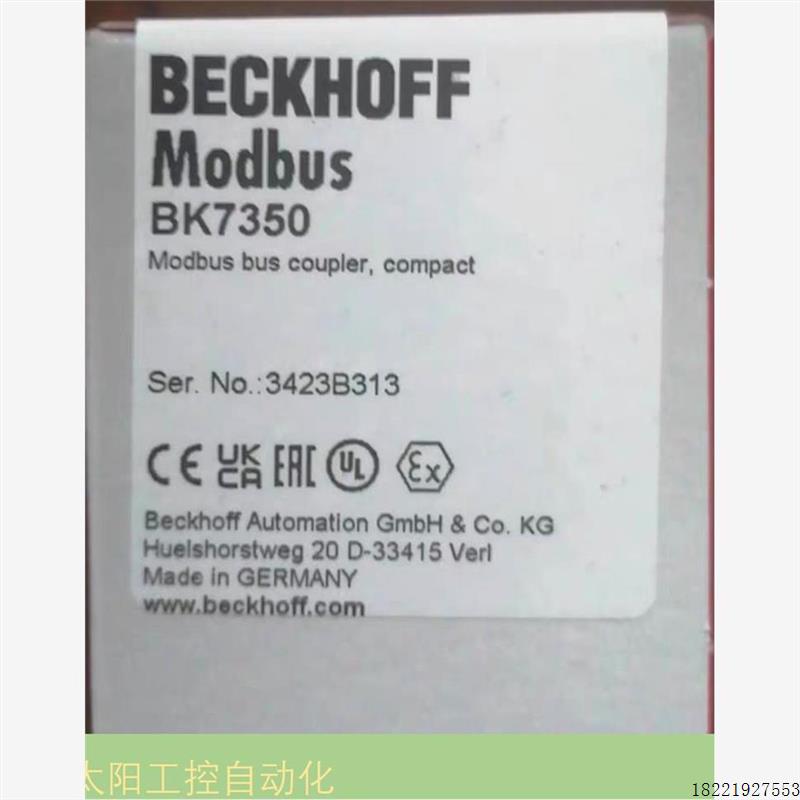 BECKHOFF
Modbus
BK7350
Modbus bus coupler, compact
Ser. No.:3423B313
CE UK CA EAC UL Ex
Beckhoff Automation GmbH & Co. KG
Huelshorstweg 20 D-33415 Verl
Made in GERMANY
www.beckhoff.com
太阳工控自动化
18221927553